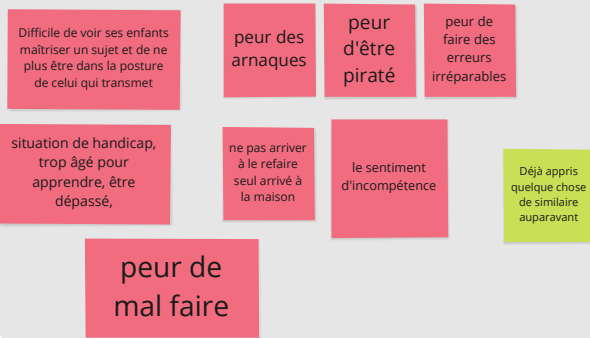 Difficile de voir ses enfants
maîtriser un sujet et de ne
plus être dans la posture
de celui qui transmet
peur des
arnaques
peur
d'être
piraté
peur de
faire des
erreurs
irréparables
situation de handicap,
trop âgé pour
apprendre, être
dépassé,
ne pas arriver
à le refaire
seul arrivé à
la maison
le sentiment
d'incompétence
Déjà appris
quelque chose
de similaire
auparavant
peur de
mal faire